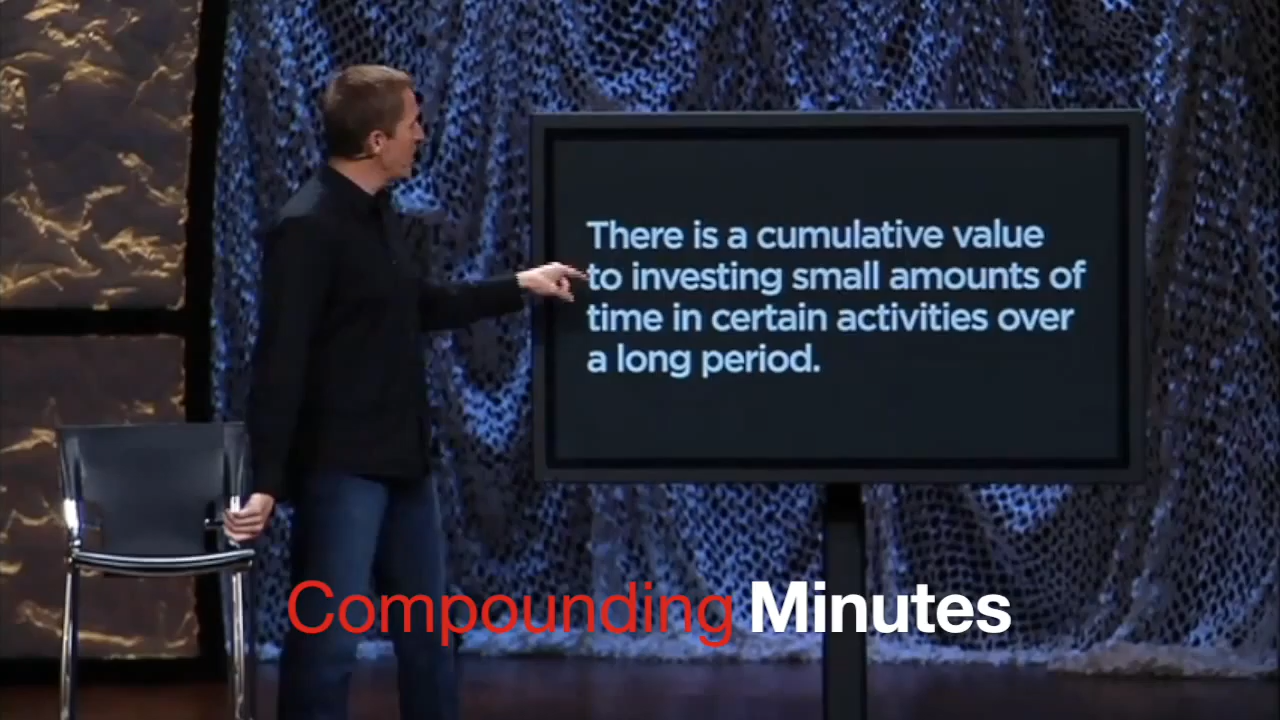 There is a cumulative value
to investing small amounts of
time in certain activities over
a long period.
Compounding Minutes